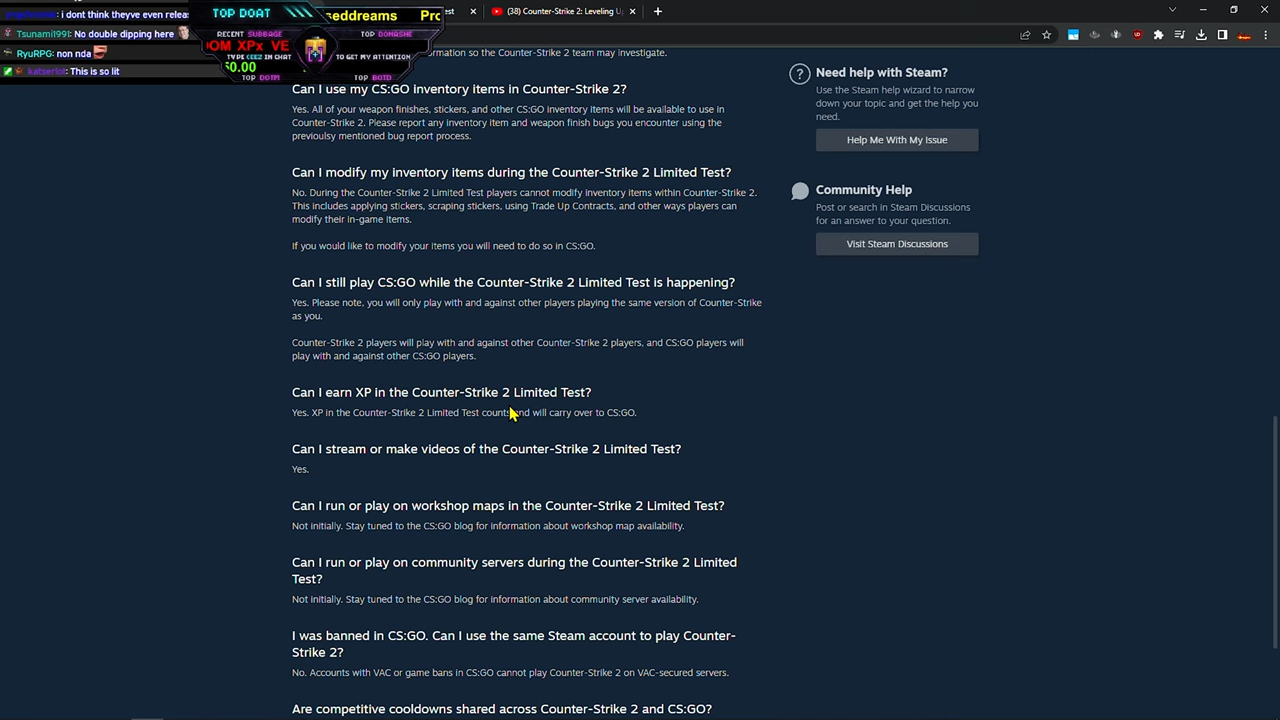 i dont think theyve even releas
Tsunami1991: No double dipping here
RyuRPG: non nda
katseriot: This is so lit
TOP DOAT
seddreams Pro
RECENT SUBBAGE
TOP DOMASHE
OM XPx VE
TYPE CEEZ IN CHAT TO GET MY ATTENTION
$0.00
TOP DOTM
TOP BOTD
est
(38) Counter-Strike 2: Leveling U
ormation so the Counter-Strike 2 team may investigate.
Can I use my CS:GO inventory items in Counter-Strike 2?
Yes. All of your weapon finishes, stickers, and other CS:GO inventory items will be available to use in
Counter-Strike 2. Please report any inventory item and weapon finish bugs you encounter using the
previoulsy mentioned bug report process.
Can I modify my inventory items during the Counter-Strike 2 Limited Test?
No. During the Counter-Strike 2 Limited Test players cannot modify inventory items within Counter-Strike 2.
This includes applying stickers, scraping stickers, using Trade Up Contracts, and other ways players can
modify their in-game items.
If you would like to modify your items you will need to do so in CS:GO.
Can I still play CS:GO while the Counter-Strike 2 Limited Test is happening?
Yes. Please note, you will only play with and against other players playing the same version of Counter-Strike
as you.
Counter-Strike 2 players will play with and against other Counter-Strike 2 players, and CS:GO players will
play with and against other CS:GO players.
Can I earn XP in the Counter-Strike 2 Limited Test?
Yes. XP in the Counter-Strike 2 Limited Test counts and will carry over to CS:GO.
Can I stream or make videos of the Counter-Strike 2 Limited Test?
Yes.
Can I run or play on workshop maps in the Counter-Strike 2 Limited Test?
Not initially. Stay tuned to the CS:GO blog for information about workshop map availability.
Can I run or play on community servers during the Counter-Strike 2 Limited
Test?
Not initially. Stay tuned to the CS:GO blog for information about community server availability.
I was banned in CS:GO. Can I use the same Steam account to play Counter-
Strike 2?
No. Accounts with VAC or game bans in CS:GO cannot play Counter-Strike 2 on VAC-secured servers.
Are competitive cooldowns shared across Counter-Strike 2 and CS:GO?
Need help with Steam?
Use the Steam help wizard to narrow
down your topic and get the help you
need.
Help Me With My Issue
Community Help
Post or search in Steam Discussions
for an answer to your question.
Visit Steam Discussions